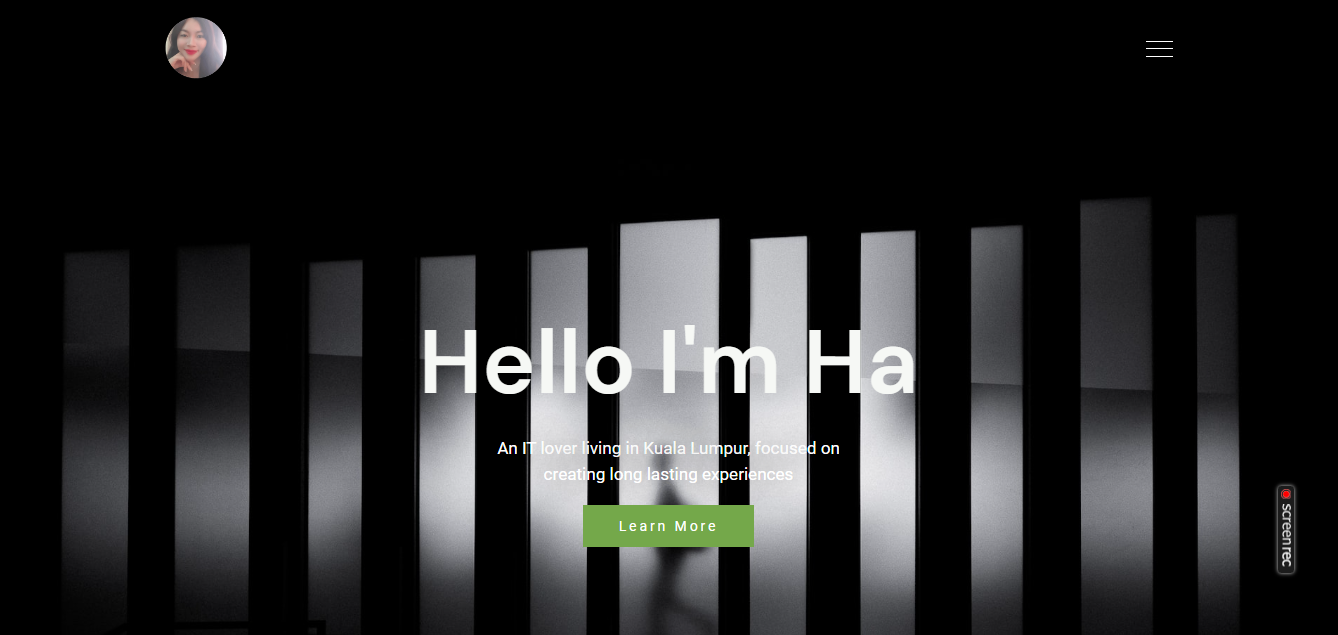 Hello I'm Ha
An IT lover living in Kuala Lumpur, focused on
creating long lasting experiences
Learn More
screenrec